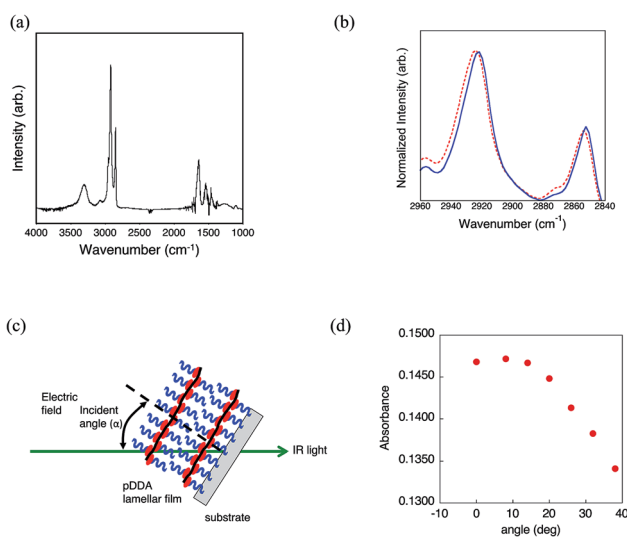 (a)
Intensity (arb.)
4000 3500 3000 2500 2000 1500 1000
Wavenumber (cm-1)
(b)
Normalized Intensity (arb.)
2960 2940 2920 2900 2880 2860 2840
Wavenumber (cm-1)
(c)
Electric
field
Incident
angle (α)
IR light
pDDA
lamellar film
substrate
(d)
Absorbance
0.1500
0.1450
0.1400
0.1350
0.1300
-10 0 10 20 30 40
angle (deg)